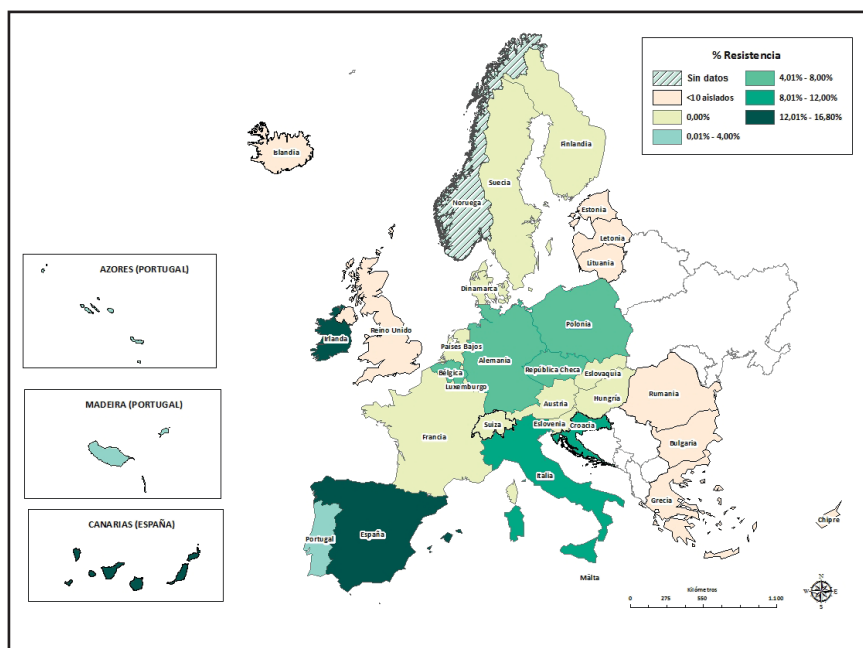 % Resistencia
Sin datos
<10 aislados
0,00%
0,01% - 4,00%
4,01% - 8,00%
8,01% - 12,00%
12,01% - 16,80%
Islandia
Finlandia
Suecia
Noruega
Estonia
Letonia
Lituania
Dinamarca
AZORES (PORTUGAL)
Irlanda
Reino Unido
Países Bajos
Polonia
Alemania
Bélgica
República Checa
Eslovaquia
Luxemburgo
MADEIRA (PORTUGAL)
Austria
Hungría
Rumania
Suiza
Eslovenia
Croacia
Francia
Bulgaria
Italia
Grecia
CANARIAS (ESPAÑA)
Portugal
España
Chipre
Malta
Kilómetros
0 275 550 1.100
N
W
E
S